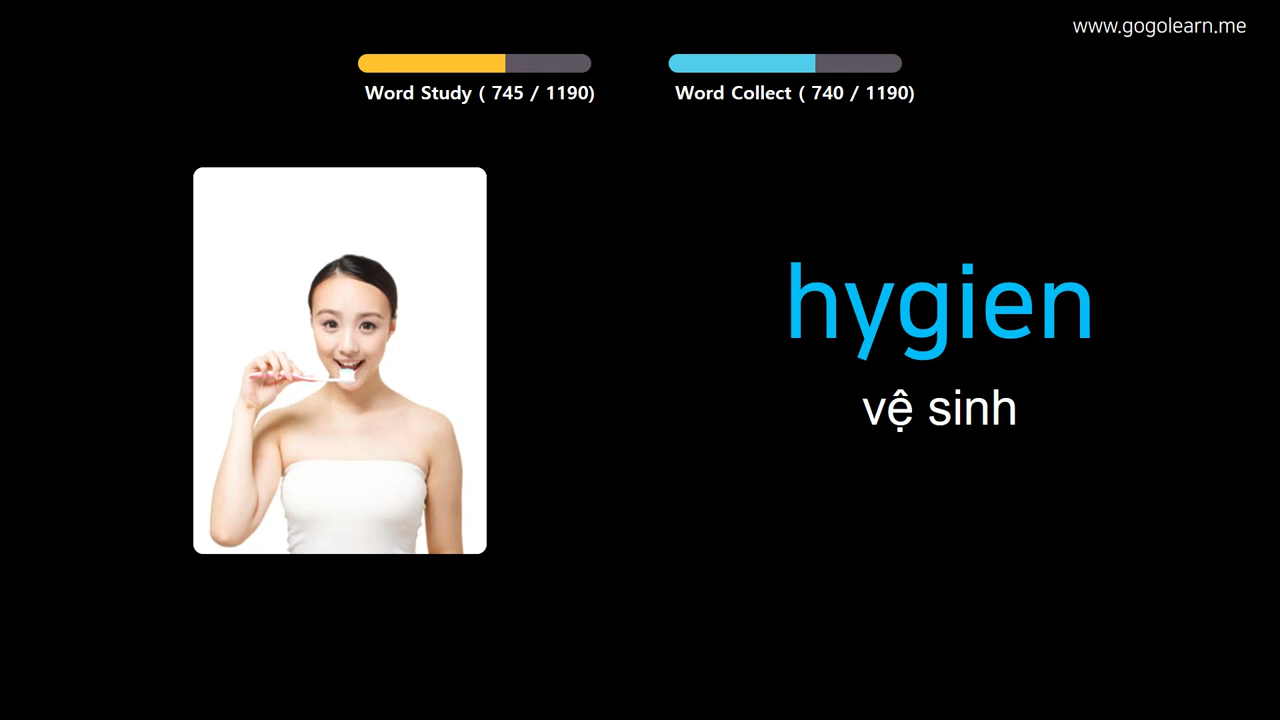 www.gogolearn.me
Word Study ( 745 / 1190)
Word Collect ( 740 / 1190)
hygien
vệ sinh